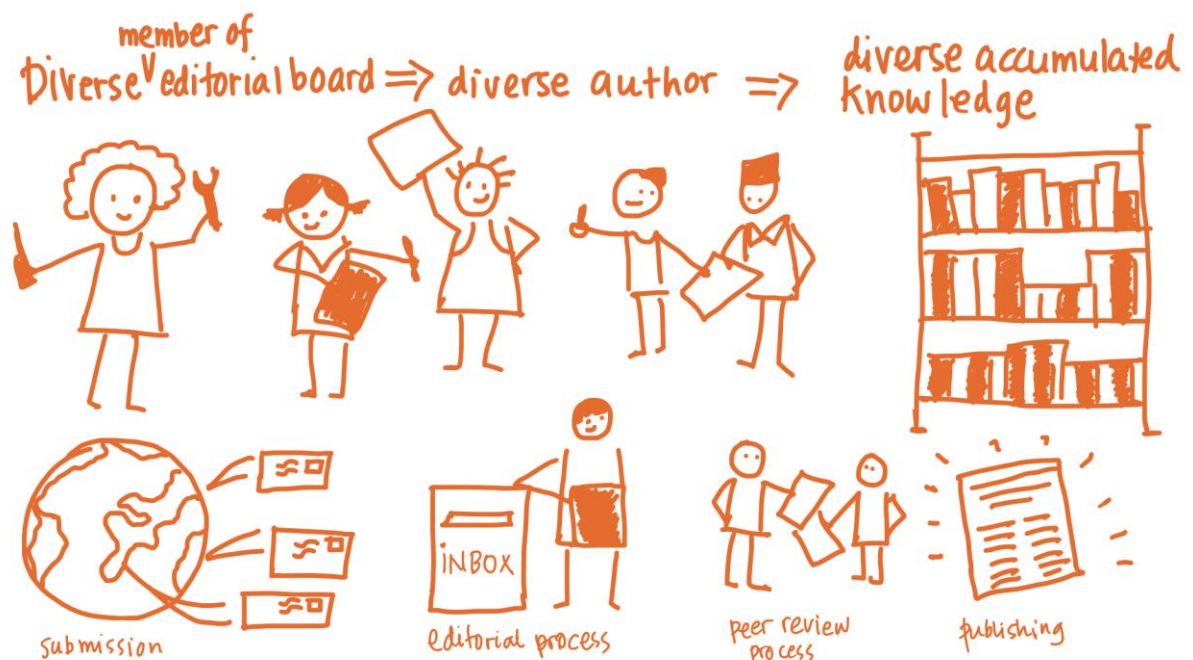 member of
Diverse V editorial board => diverse author => diverse accumulated
knowledge
INBOX
submission
editorial process
peer review
process
publishing